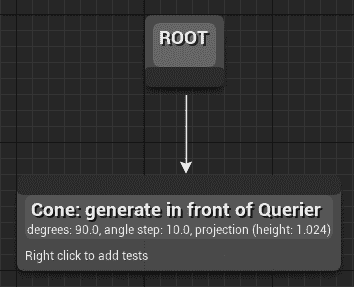 ROOT
Cone: generate in front of Querier
degrees: 90.0, angle step: 10.0, projection (height: 1.024)
Right click to add tests